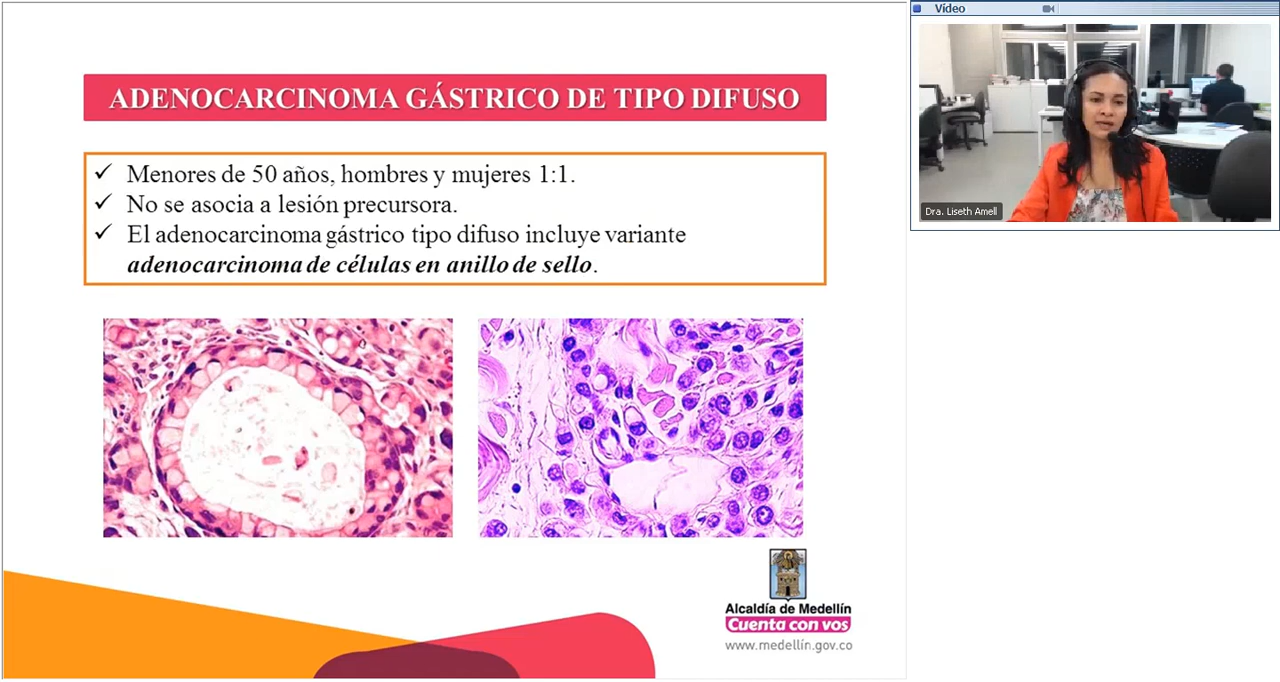 Vídeo
ADENOCARCINOMA GÁSTRICO DE TIPO DIFUSO
✓ Menores de 50 años, hombres y mujeres 1:1.
✓ No se asocia a lesión precursora.
✓ El adenocarcinoma gástrico tipo difuso incluye variante
adenocarcinoma de células en anillo de sello.
Dra. Liseth Amell
Alcaldía de Medellín
Cuenta con vos
www.medellín.gov.co